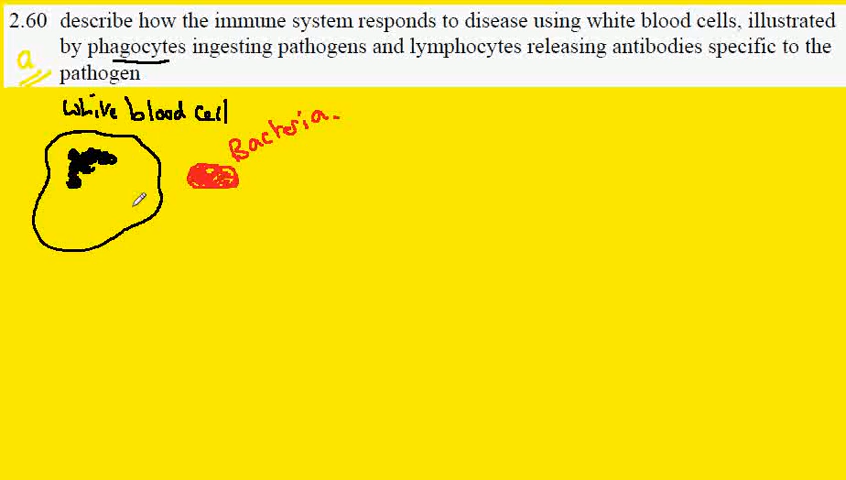 2.60 describe how the immune system responds to disease using white blood cells, illustrated
by phagocytes ingesting pathogens and lymphocytes releasing antibodies specific to the
a pathogen
White blood cell
Bacteria.